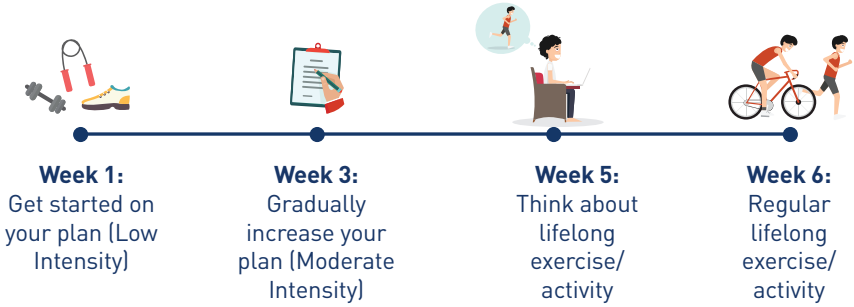 Week 1:
Get started on
your plan (Low
Intensity)
Week 3:
Gradually
increase your
plan (Moderate
Intensity)
Week 5:
Think about
lifelong
exercise/
activity
Week 6:
Regular
lifelong
exercise/
activity